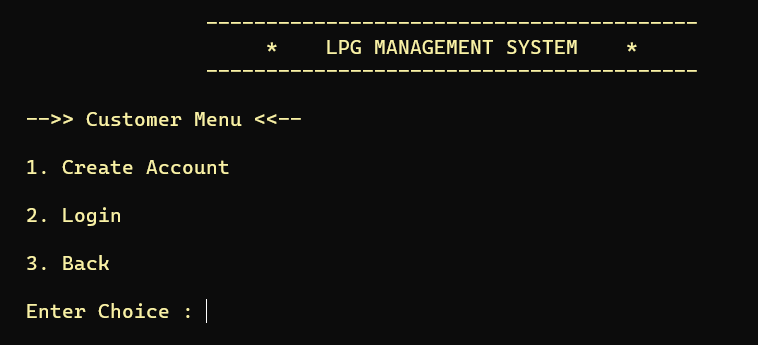 -----------------------------------------
*    LPG MANAGEMENT SYSTEM    *
-----------------------------------------
-->> Customer Menu <<--
1. Create Account
2. Login
3. Back
Enter Choice :